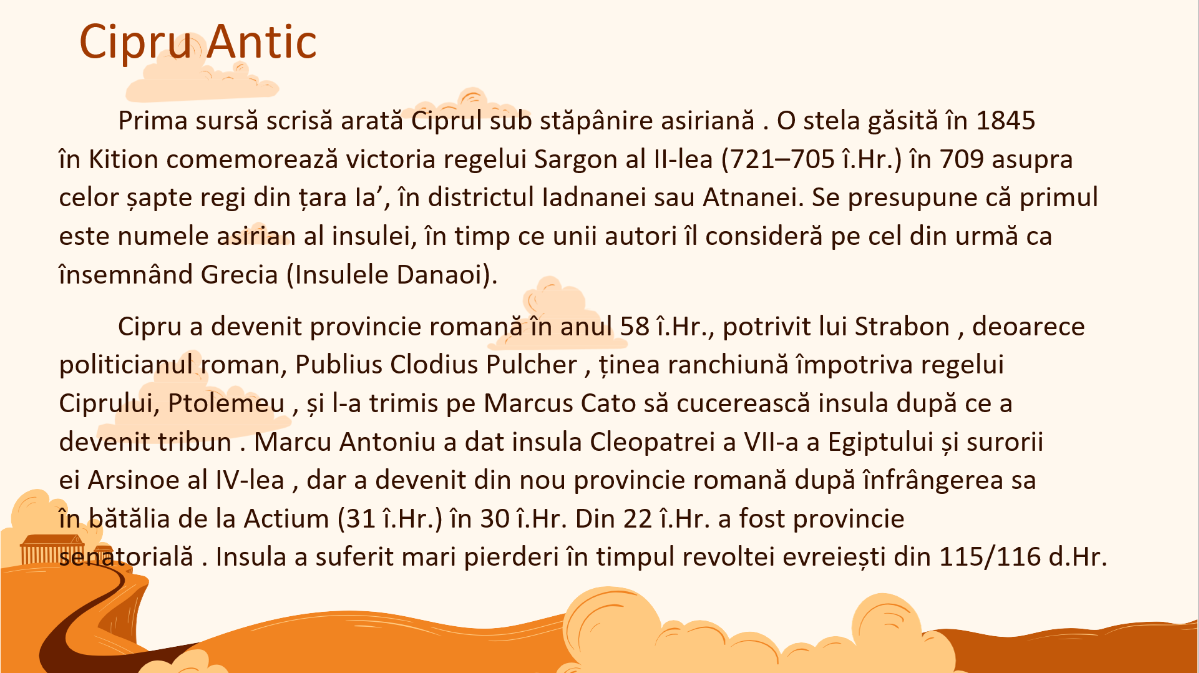 Cipru Antic
Prima sursă scrisă arată Ciprul sub stăpânire asiriană . O stela găsită în 1845
în Kition comemorează victoria regelui Sargon al II-lea (721–705 î.Hr.) în 709 asupra
celor șapte regi din țara Ia’, în districtul Iadnanei sau Atnanei. Se presupune că primul
este numele asirian al insulei, în timp ce unii autori îl consideră pe cel din urmă ca
însemnând Grecia (Insulele Danaoi).
Cipru a devenit provincie romană în anul 58 î.Hr., potrivit lui Strabon , deoarece
politicianul roman, Publius Clodius Pulcher , ținea ranchiună împotriva regelui
Ciprului, Ptolemeu , și l-a trimis pe Marcus Cato să cucerească insula după ce a
devenit tribun . Marcu Antoniu a dat insula Cleopatrei a VII-a a Egiptului și surorii
ei Arsinoe al IV-lea , dar a devenit din nou provincie romană după înfrângerea sa
în bătălia de la Actium (31 î.Hr.) în 30 î.Hr. Din 22 î.Hr. a fost provincie
senatorială . Insula a suferit mari pierderi în timpul revoltei evreiești din 115/116 d.Hr.